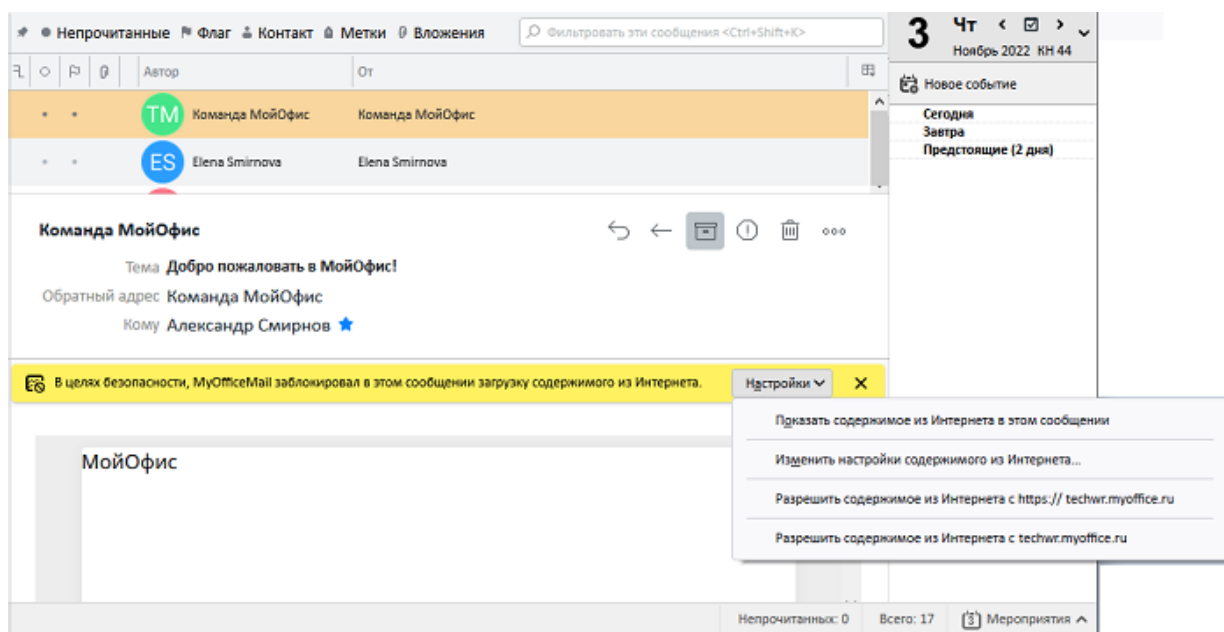 Непрочитанные Флаг Контакт Метки Вложения Фильтровать эти сообщения <Ctrl+Shift+K>
3 Чт
Ноябрь 2022 КН 44
Автор От
Новое событие
TM Команда МойОфис Команда МойОфис
ES Elena Smirnova Elena Smirnova
Сегодня
Завтра
Предстоящие (2 дня)
Команда МойОфис
Тема Добро пожаловать в МойОфис!
Обратный адрес Команда МойОфис
Кому Александр Смирнов
В целях безопасности, MyOfficeMail заблокировал в этом сообщении загрузку содержимого из Интернета. Настройки
Показать содержимое из Интернета в этом сообщении
МойОфис
Изменить настройки содержимого из Интернета...
Разрешить содержимое из Интернета с https:// techwr.myoffice.ru
Разрешить содержимое из Интернета с techwr.myoffice.ru
Непрочитанных: 0 Всего: 17 3 Мероприятия